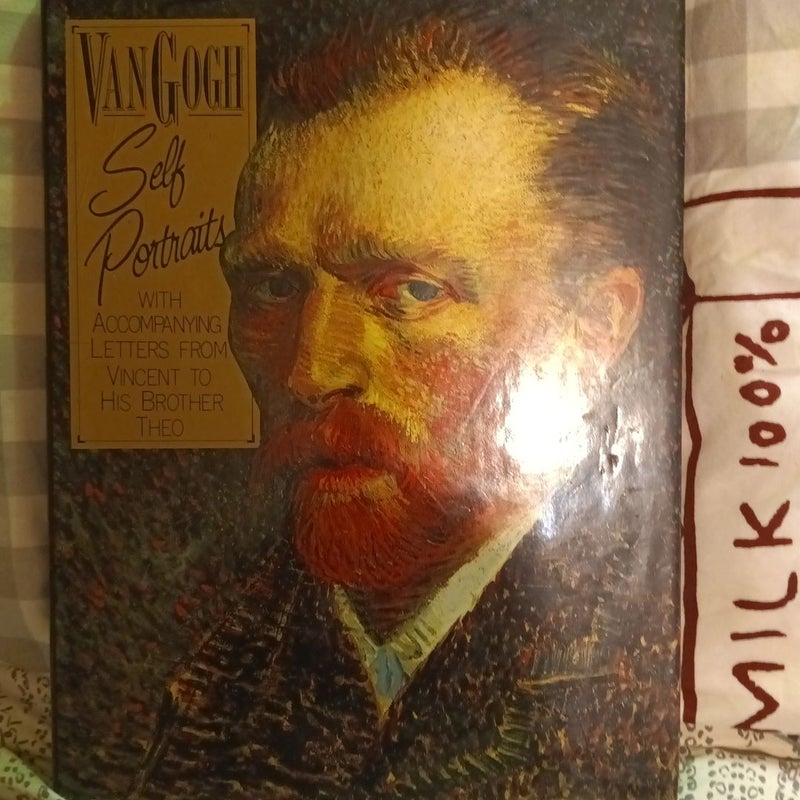 VAN GOGH
Self
Portraits
WITH
ACCOMPANYING
LETTERS FROM
VINCENT TO
HIS BROTHER
THEO
MILK 100%